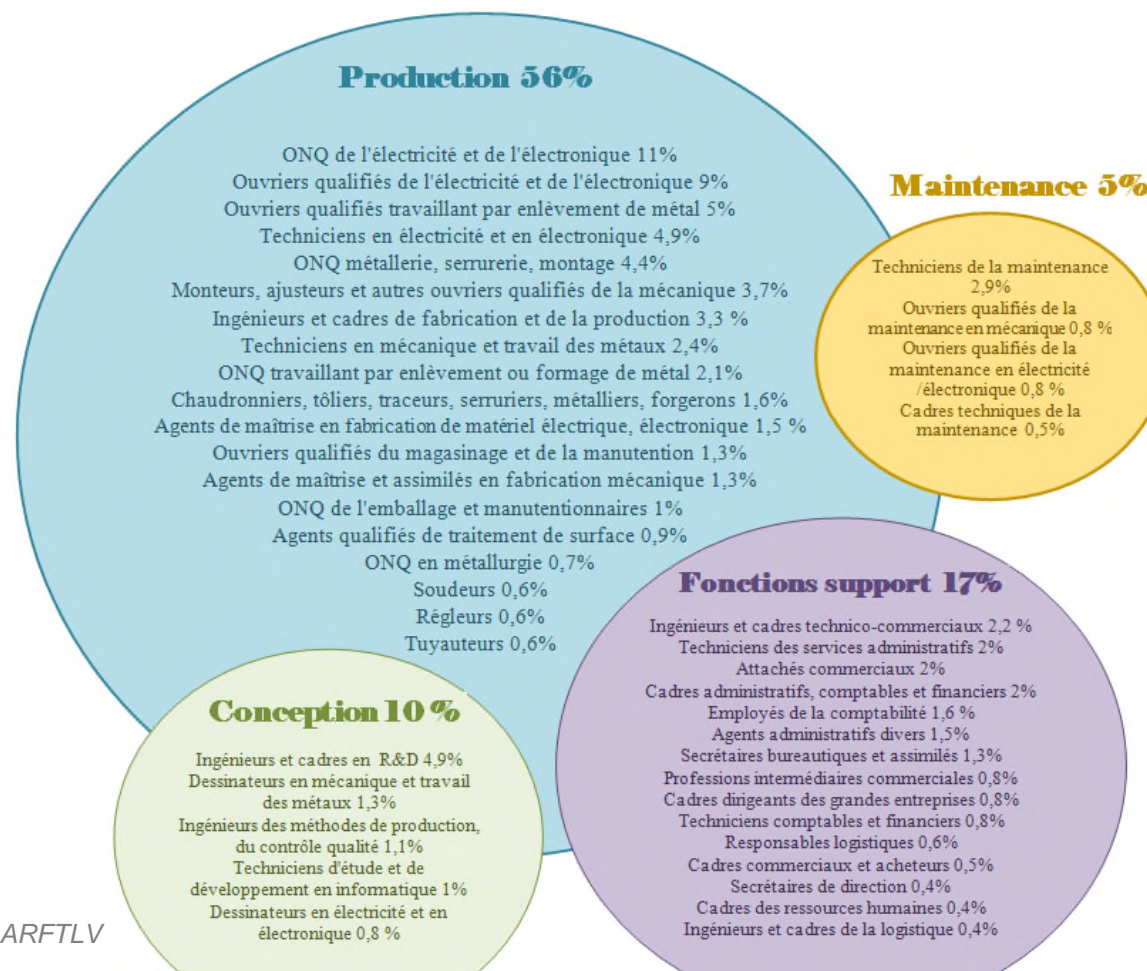 Production 56%
ONQ de l'électricité et de l'électronique 11%
Ouvriers qualifiés de l'électricité et de l'électronique 9%
Ouvriers qualifiés travaillant par enlèvement de métal 5%
Techniciens en électricité et en électronique 4,9%
ONQ métallerie, serrurerie, montage 4,4%
Monteurs, ajusteurs et autres ouvriers qualifiés de la mécanique 3,7%
Ingénieurs et cadres de fabrication et de la production 3,3 %
Techniciens en mécanique et travail des métaux 2,4%
ONQ travaillant par enlèvement ou formage de métal 2,1%
Chaudronniers, tôliers, traceurs, serruriers, métalliers, forgerons 1,6%
Agents de maîtrise en fabrication de matériel électrique, électronique 1,5 %
Ouvriers qualifiés du magasinage et de la manutention 1,3%
Agents de maîtrise et assimilés en fabrication mécanique 1,3%
ONQ de l'emballage et manutentionnaires 1%
Agents qualifiés de traitement de surface 0,9%
ONQ en métallurgie 0,7%
Soudeurs 0,6%
Régleurs 0,6%
Tuyauteurs 0,6%
Maintenance 5%
Techniciens de la maintenance
2,9%
Ouvriers qualifiés de la
maintenance en mécanique 0,8 %
Ouvriers qualifiés de la
maintenance en électricité
/électronique 0,8 %
Cadres techniques de la
maintenance 0,5%
Fonctions support 17%
Ingénieurs et cadres technico-commerciaux 2,2 %
Techniciens des services administratifs 2%
Attachés commerciaux 2%
Cadres administratifs, comptables et financiers 2%
Employés de la comptabilité 1,6 %
Agents administratifs divers 1,5%
Secrétaires bureautiques et assimilés 1,3%
Professions intermédiaires commerciales 0,8%
Cadres dirigeants des grandes entreprises 0,8%
Techniciens comptables et financiers 0,8%
Responsables logistiques 0,6%
Cadres commerciaux et acheteurs 0,5%
Secrétaires de direction 0,4%
Cadres des ressources humaines 0,4%
Ingénieurs et cadres de la logistique 0,4%
Conception 10 %
Ingénieurs et cadres en R&D 4,9%
Dessinateurs en mécanique et travail
des métaux 1,3%
Ingénieurs des méthodes de production,
du contrôle qualité 1,1%
Techniciens d'étude et de
développement en informatique 1%
Dessinateurs en électricité et en
électronique 0,8 %
ARFTLV